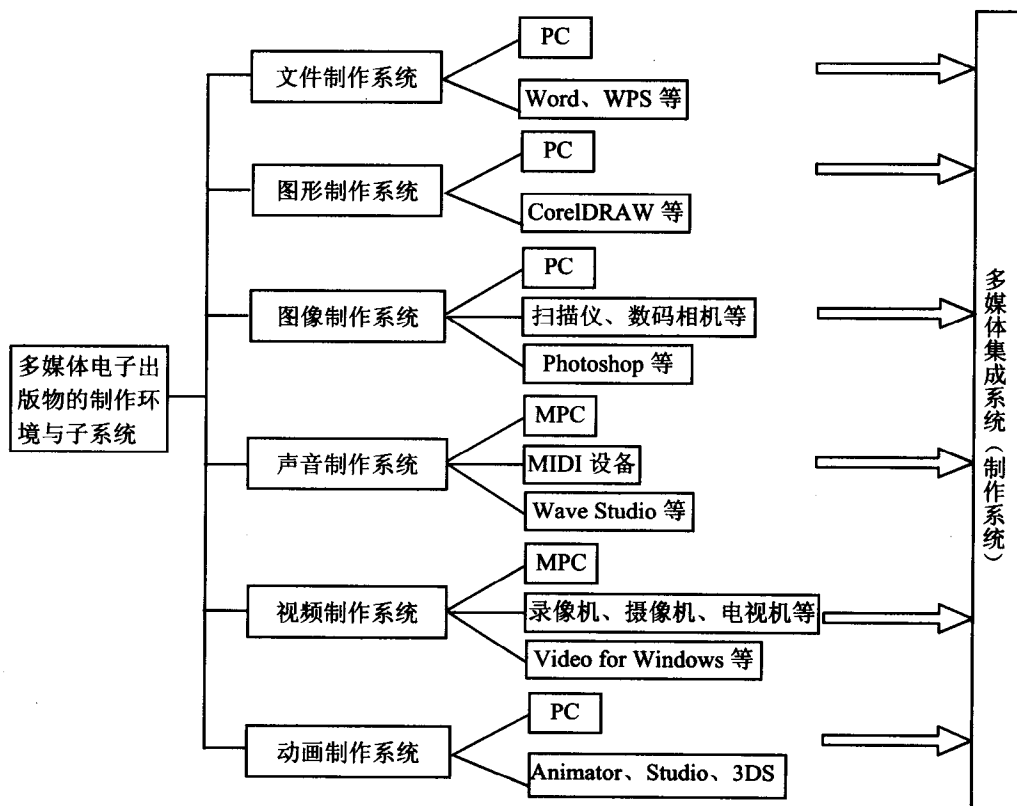 多媒体电子出
版物的制作环
境与子系统
文件制作系统
PC
Word、WPS 等
图形制作系统
PC
CorelDRAW 等
图像制作系统
PC
扫描仪、数码相机等
Photoshop 等
声音制作系统
MPC
MIDI 设备
Wave Studio 等
视频制作系统
MPC
录像机、摄像机、电视机等
Video for Windows 等
动画制作系统
PC
Animator、Studio、3DS
多媒体集成系统（制作系统）